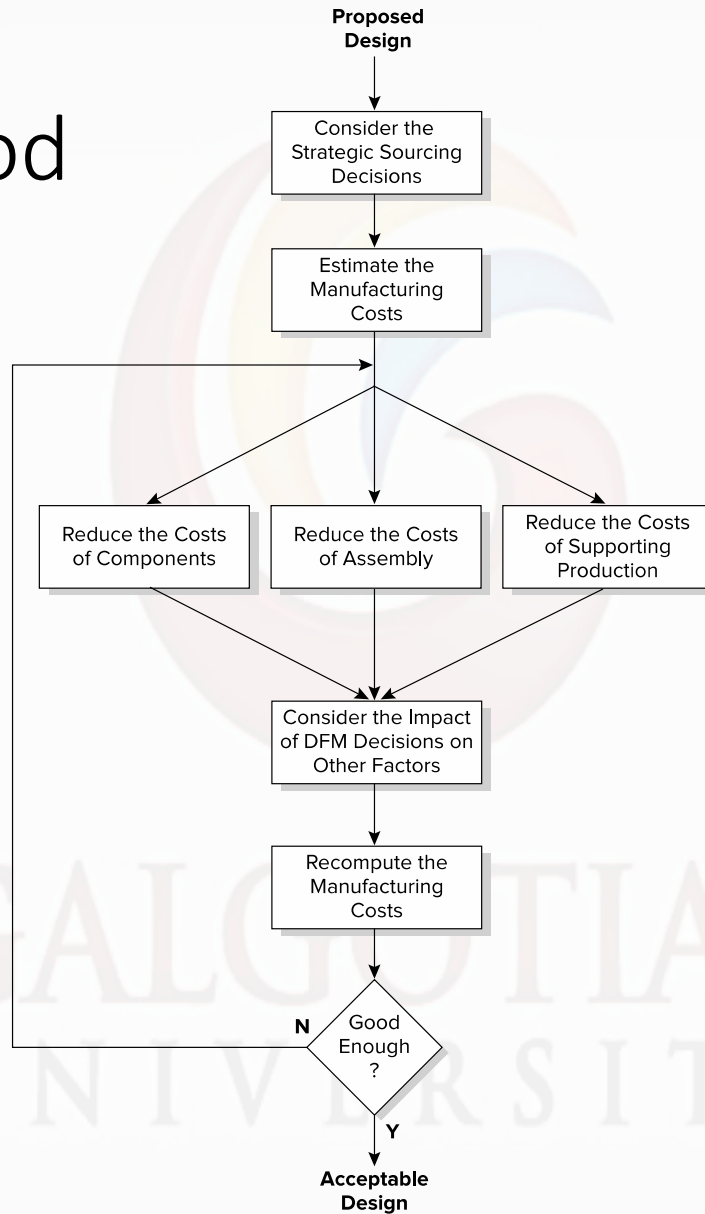 Proposed
Design
od
Consider the
Strategic Sourcing
Decisions
Estimate the
Manufacturing
Costs
Reduce the Costs
of Components
Reduce the Costs
of Assembly
Reduce the Costs
of Supporting
Production
Consider the Impact
of DFM Decisions on
Other Factors
Recompute the
Manufacturing
Costs
N
Good
Enough
?
Y
Acceptable
Design
GALGOTIA
NIVERSIT